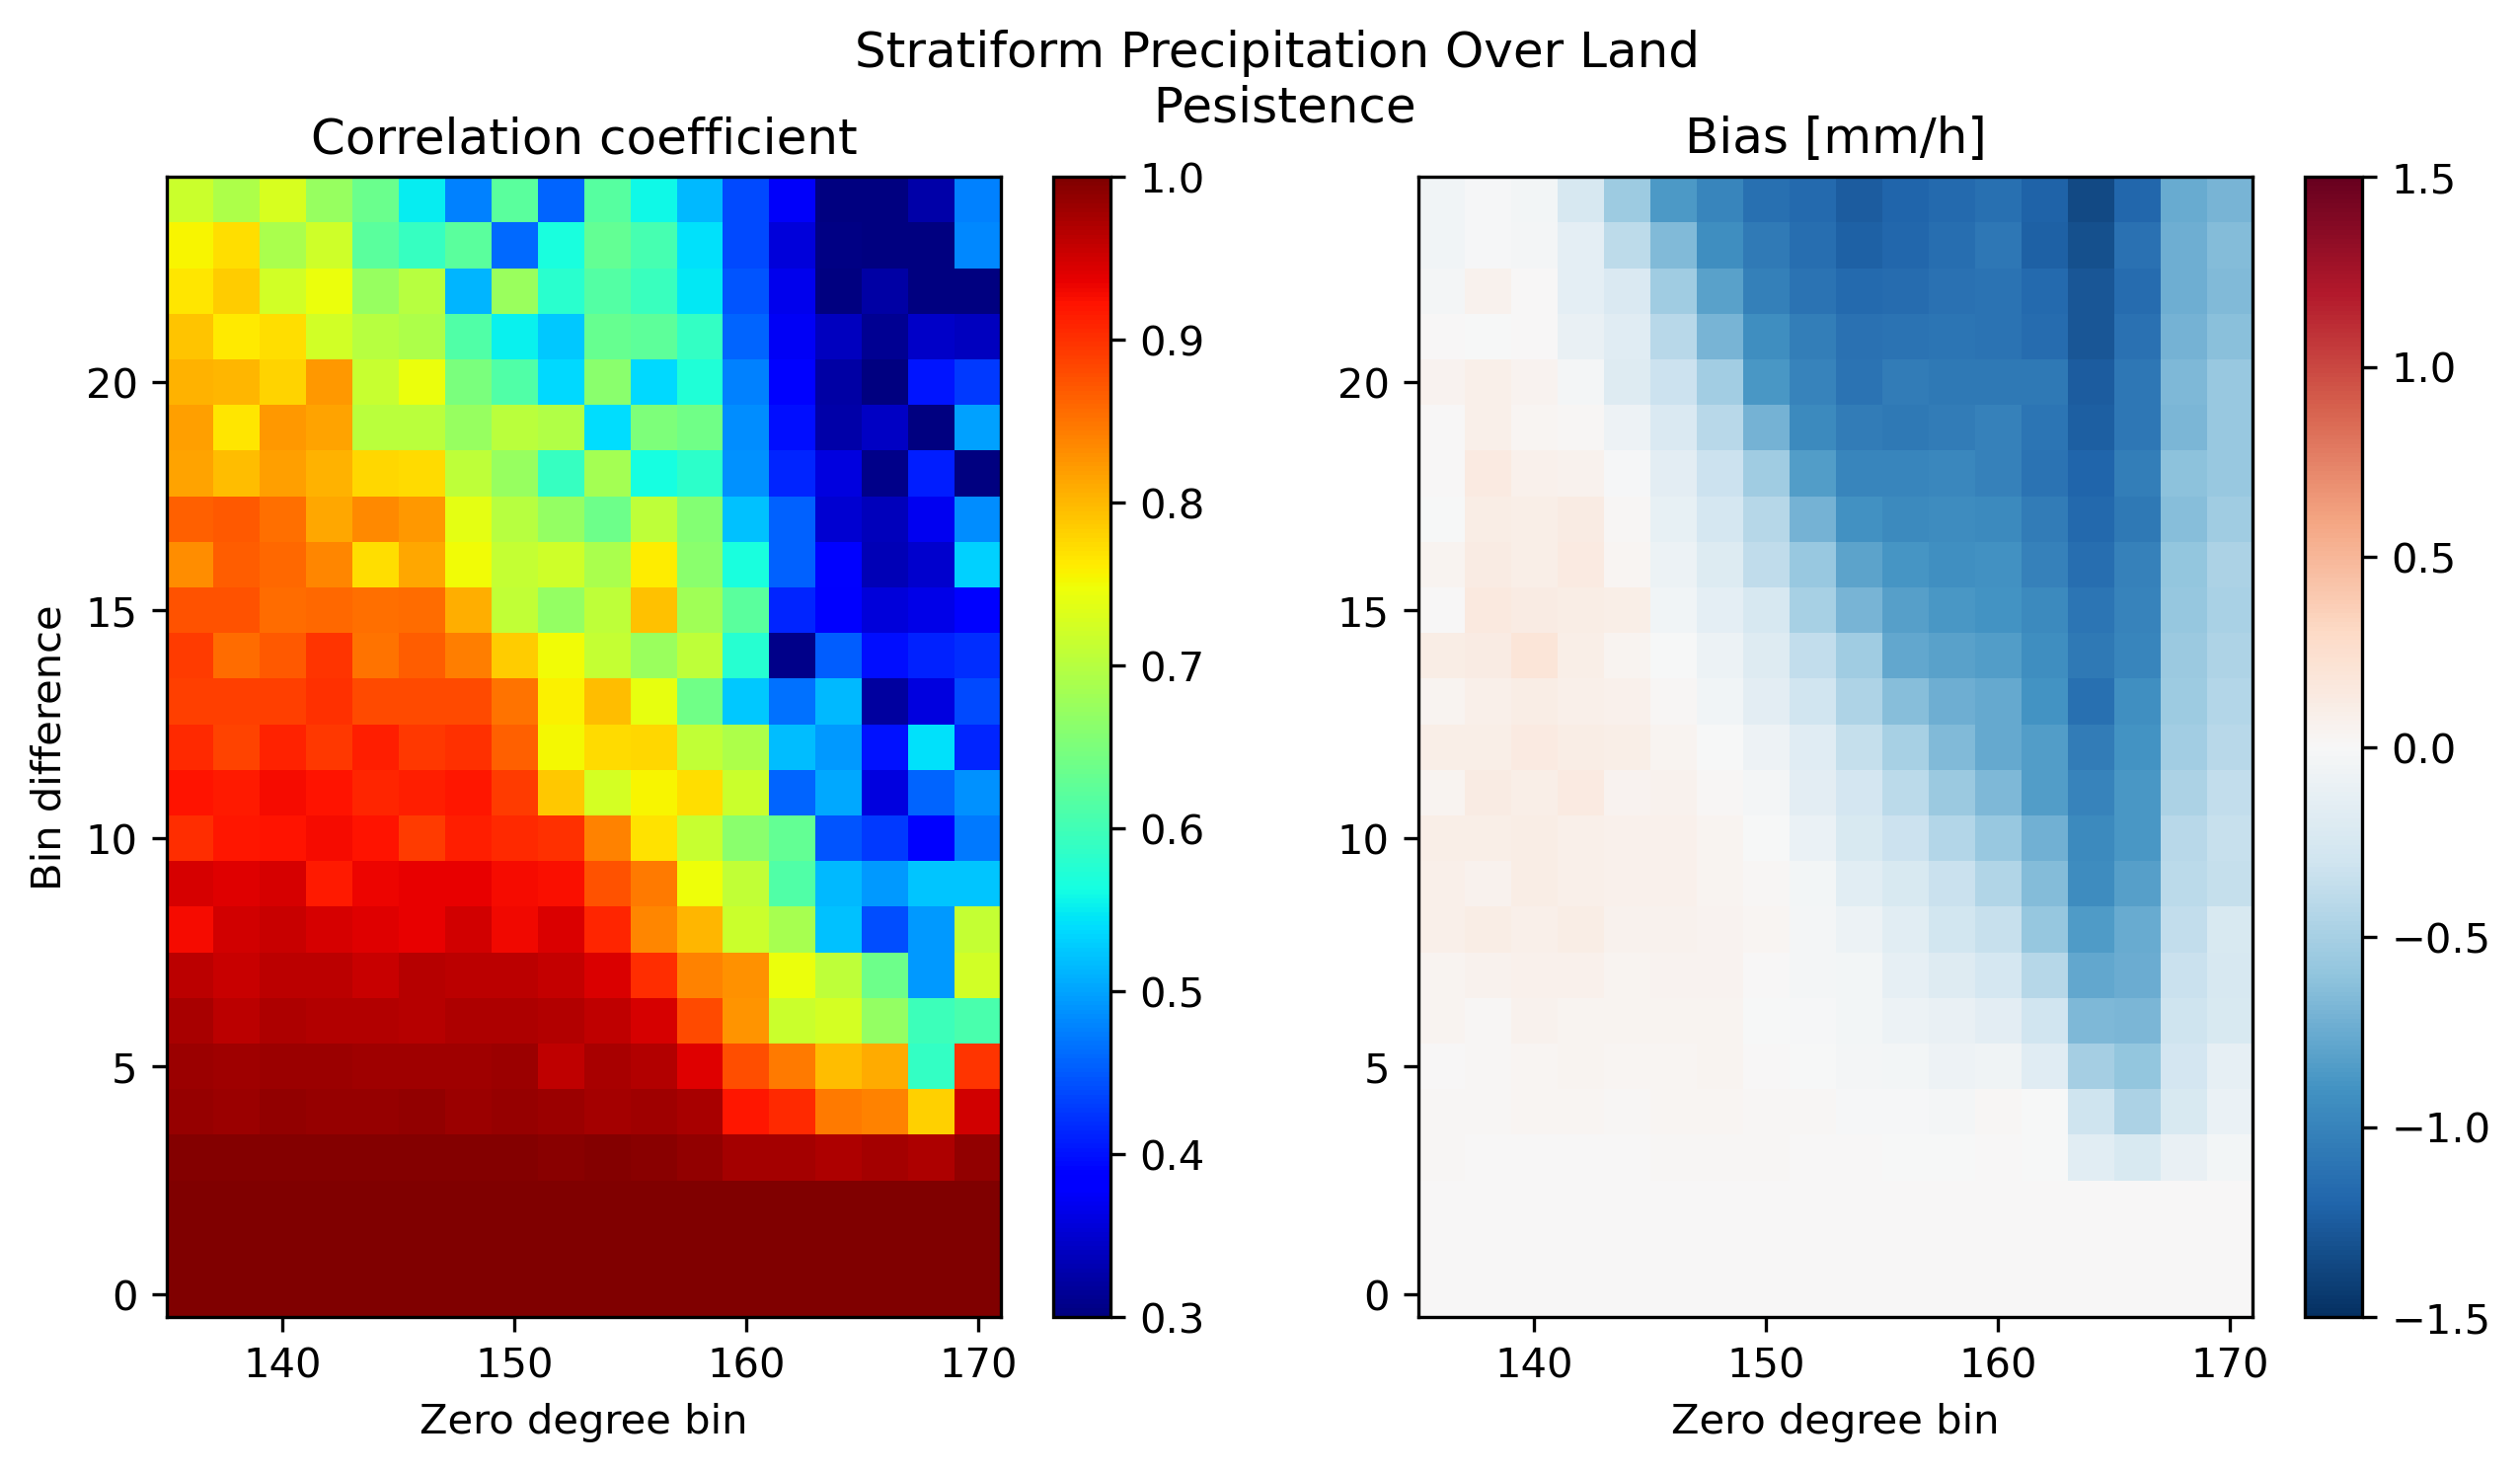 Stratiform Precipitation Over Land
Pesistence
Correlation coefficient
Bin difference
20
15
10
5
0
140 150 160 170
Zero degree bin
1.0
0.9
0.8
0.7
0.6
0.5
0.4
0.3
Bias [mm/h]
20
15
10
5
0
140 150 160 170
Zero degree bin
1.5
1.0
0.5
0.0
−0.5
−1.0
−1.5